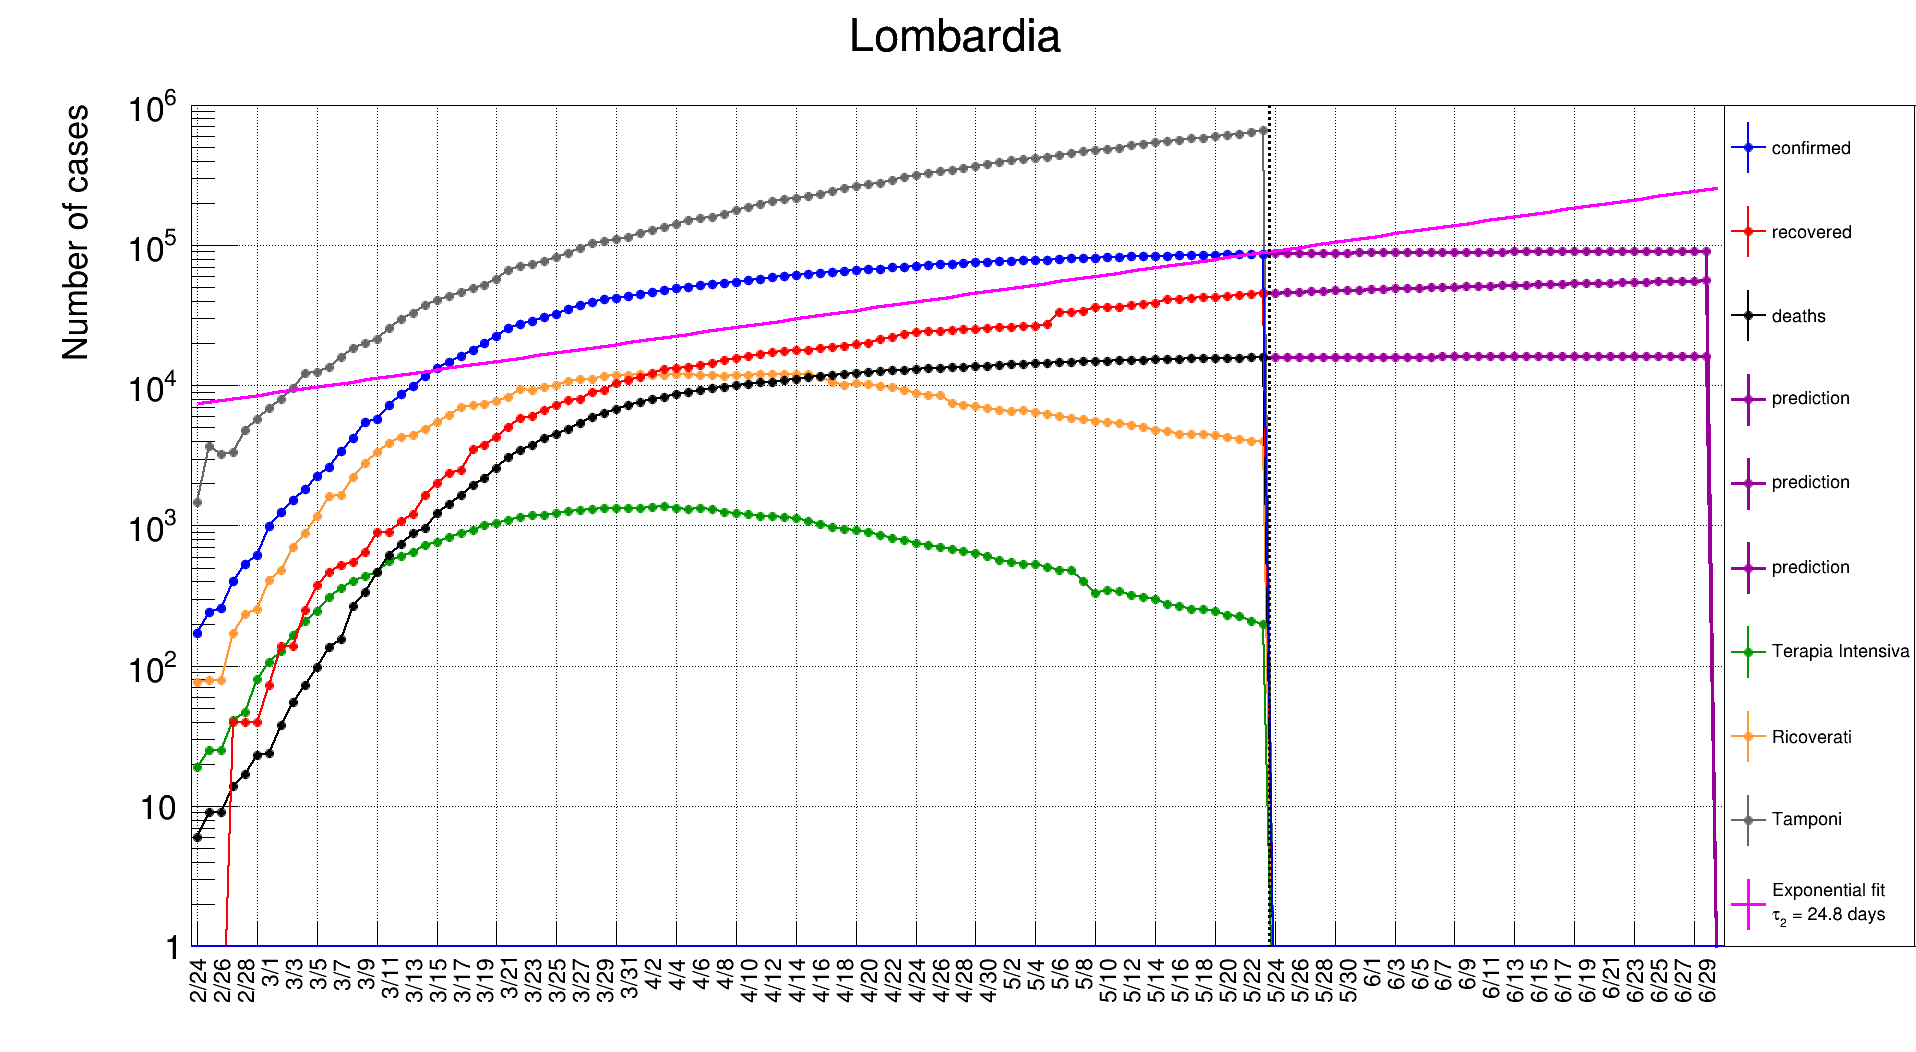 Lombardia
Number of cases
10^6
10^5
10^4
10^3
10^2
10
1
2/24 2/26 2/28 3/1 3/3 3/5 3/7 3/9 3/11 3/13 3/15 3/17 3/19 3/21 3/23 3/25 3/27 3/29 3/31 4/2 4/4 4/6 4/8 4/10 4/12 4/14 4/16 4/18 4/20 4/22 4/24 4/26 4/28 4/30 5/2 5/4 5/6 5/8 5/10 5/12 5/14 5/16 5/18 5/20 5/22 5/24 5/26 5/28 5/30 6/1 6/3 6/5 6/7 6/9 6/11 6/13 6/15 6/17 6/19 6/21 6/23 6/25 6/27 6/29
confirmed
recovered
deaths
prediction
prediction
prediction
Terapia Intensiva
Ricoverati
Tamponi
Exponential fit
τ₂ = 24.8 days